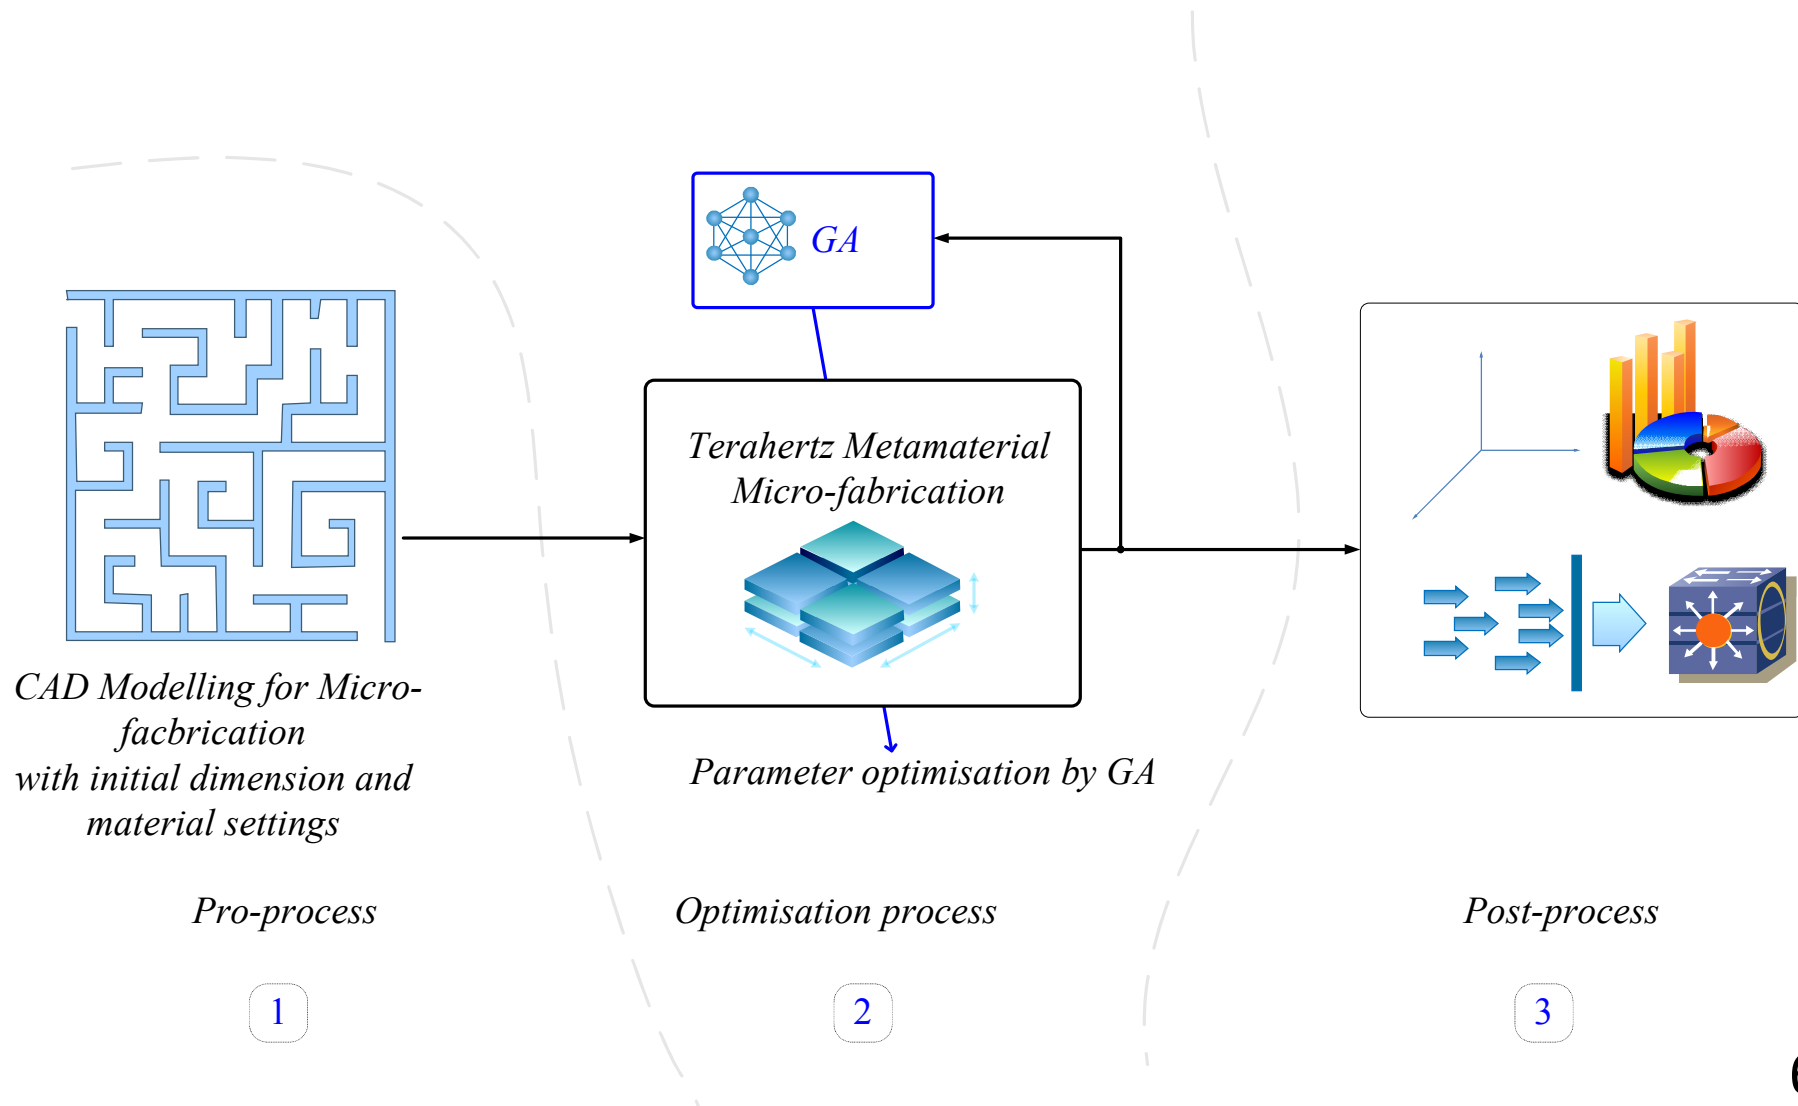 GA
Terahertz Metamaterial
Micro-fabrication
CAD Modelling for Micro-
facbrication
with initial dimension and
material settings
Parameter optimisation by GA
Pro-process
Optimisation process
Post-process
1
2
3